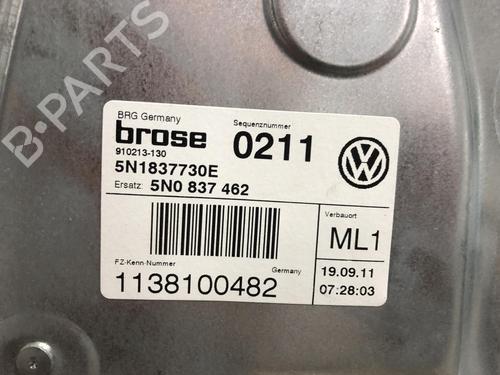 B-PARTS
BRG Germany
brose
910213-130
Sequenznummer
0211
5N1837730E
Ersatz: 5N0 837 462
Verbauort
ML1
FZ-Kenn-Nummer
Germany
1138100482
19.09.11
07:28:03